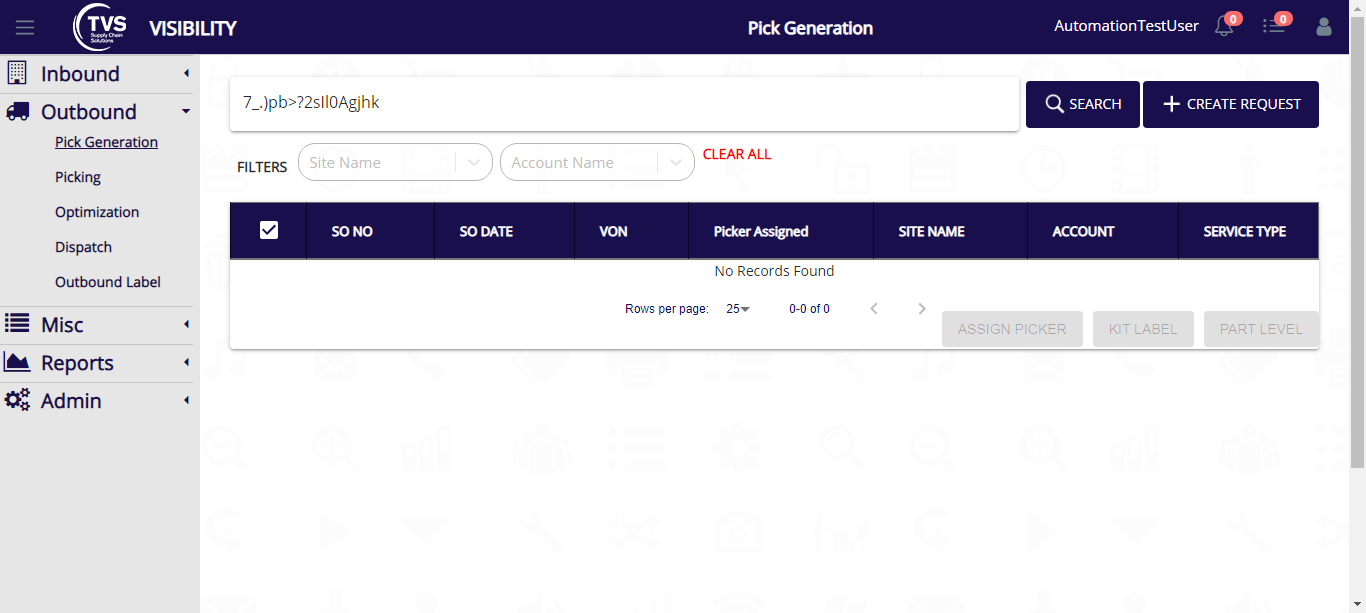 TVS
Supply Chain
Solutions
VISIBILITY
Pick Generation
AutomationTestUser
0
0
Inbound
Outbound
Pick Generation
Picking
Optimization
Dispatch
Outbound Label
Misc
Reports
Admin
7_.)pb>?2sIl0Agjhk
SEARCH
CREATE REQUEST
FILTERS
Site Name
Account Name
CLEAR ALL
SO NO SO DATE VON Picker Assigned SITE NAME ACCOUNT SERVICE TYPE
No Records Found
Rows per page: 25 0-0 of 0
ASSIGN PICKER KIT LABEL PART LEVEL